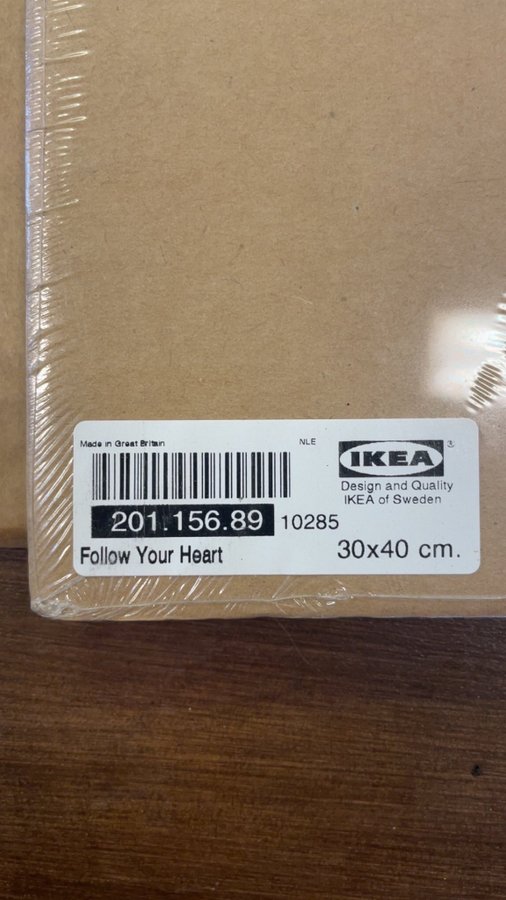 Made in Great Britain
NLE
IKEA®
Design and Quality
IKEA of Sweden
201.156.89 10285
Follow Your Heart
30x40 cm.